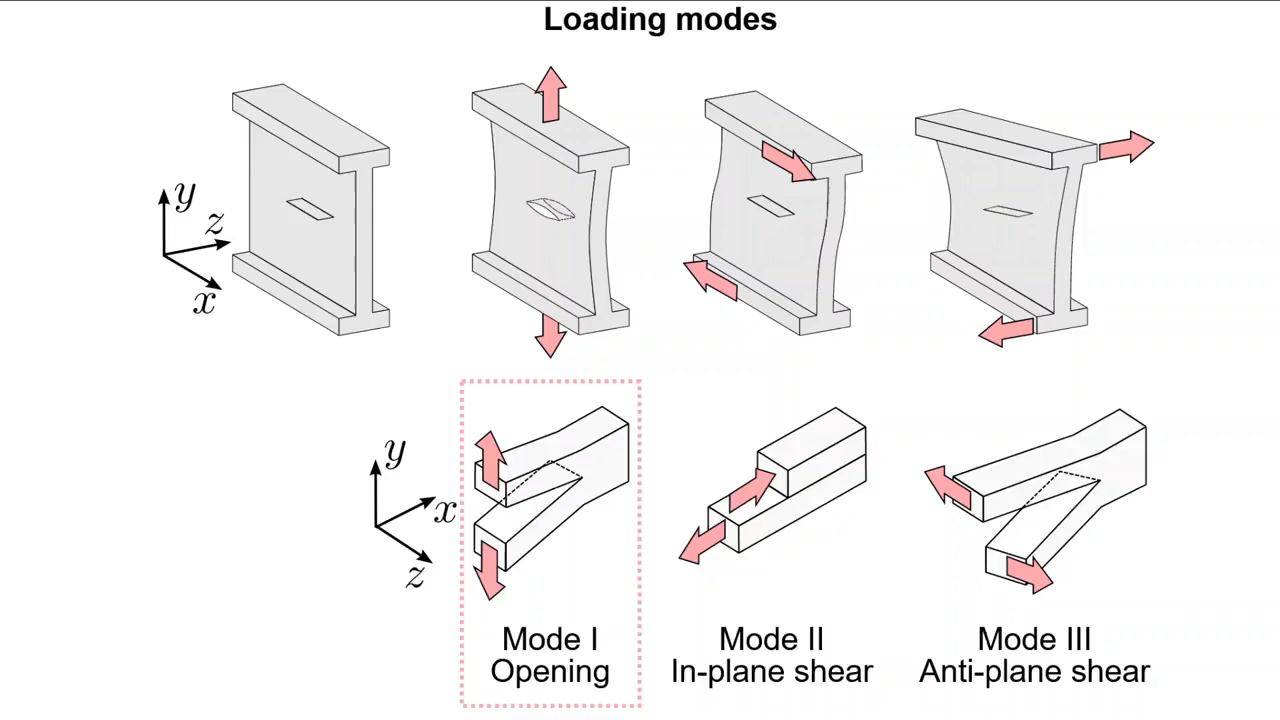 Loading modes
y
z
x
y
x
z
Mode I
Opening
Mode II
In-plane shear
Mode III
Anti-plane shear